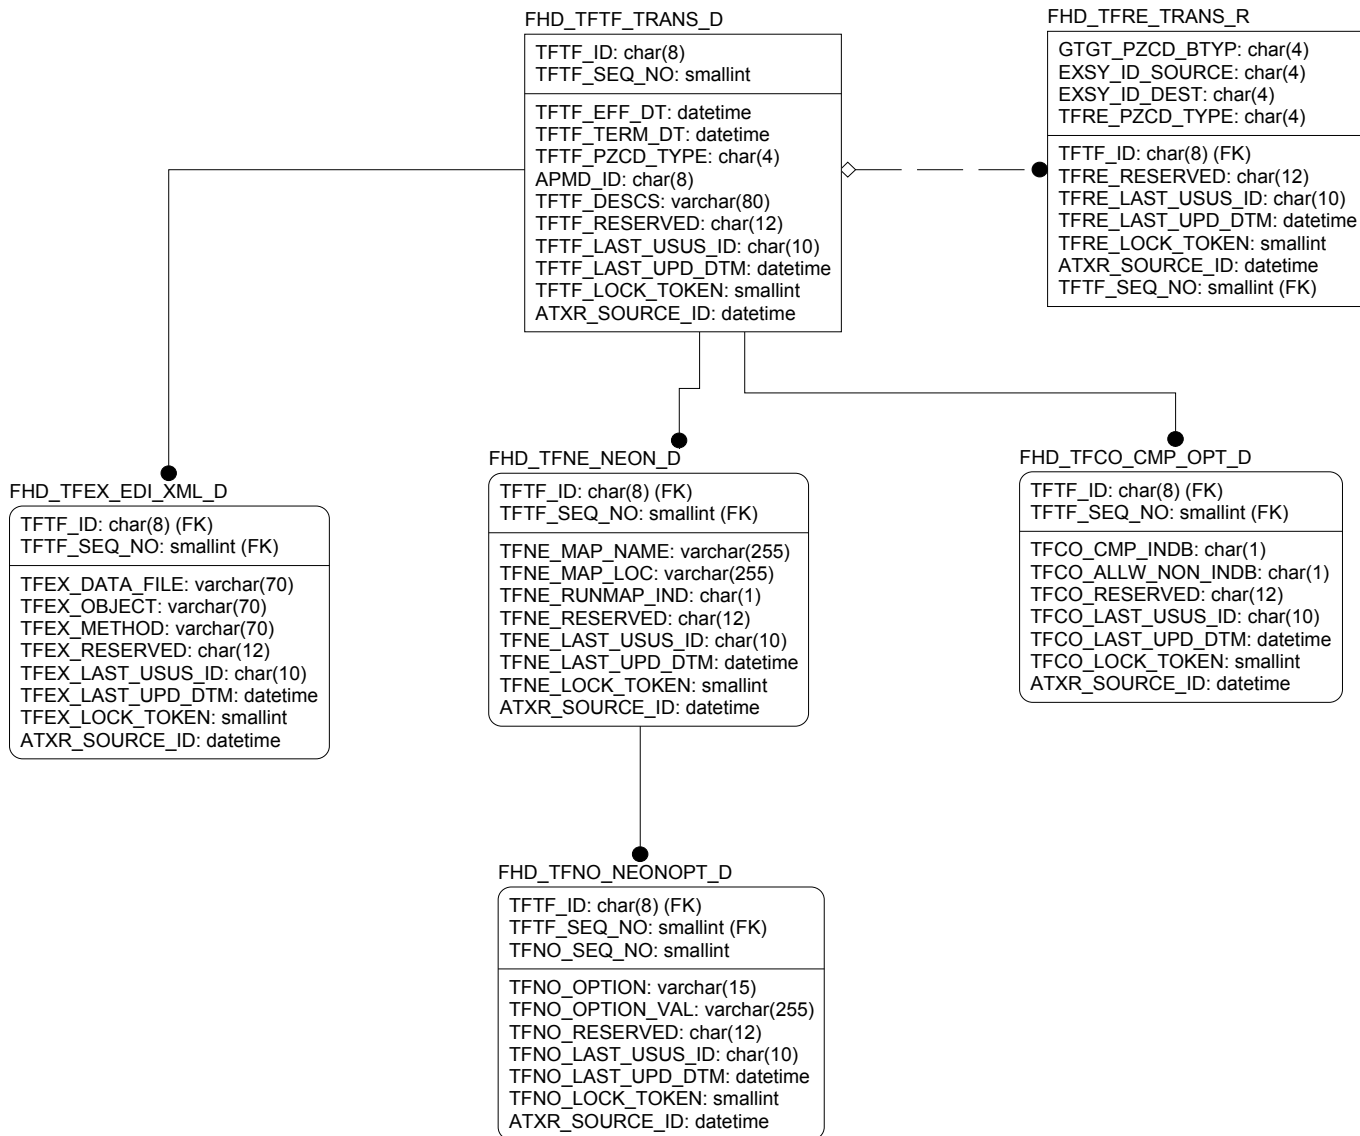 FHD_TFTF_TRANS_D
TFTF_ID: char(8)
TFTF_SEQ_NO: smallint
TFTF_EFF_DT: datetime
TFTF_TERM_DT: datetime
TFTF_PZCD_TYPE: char(4)
APMD_ID: char(8)
TFTF_DESCS: varchar(80)
TFTF_RESERVED: char(12)
TFTF_LAST_USUS_ID: char(10)
TFTF_LAST_UPD_DTM: datetime
TFTF_LOCK_TOKEN: smallint
ATXR_SOURCE_ID: datetime
FHD_TFRE_TRANS_R
GTGT_PZCD_BTYP: char(4)
EXSY_ID_SOURCE: char(4)
EXSY_ID_DEST: char(4)
TFRE_PZCD_TYPE: char(4)
TFTF_ID: char(8) (FK)
TFRE_RESERVED: char(12)
TFRE_LAST_USUS_ID: char(10)
TFRE_LAST_UPD_DTM: datetime
TFRE_LOCK_TOKEN: smallint
ATXR_SOURCE_ID: datetime
TFTF_SEQ_NO: smallint (FK)
FHD_TFEX_EDI_XML_D
TFTF_ID: char(8) (FK)
TFTF_SEQ_NO: smallint (FK)
TFEX_DATA_FILE: varchar(70)
TFEX_OBJECT: varchar(70)
TFEX_METHOD: varchar(70)
TFEX_RESERVED: char(12)
TFEX_LAST_USUS_ID: char(10)
TFEX_LAST_UPD_DTM: datetime
TFEX_LOCK_TOKEN: smallint
ATXR_SOURCE_ID: datetime
FHD_TFNE_NEON_D
TFTF_ID: char(8) (FK)
TFTF_SEQ_NO: smallint (FK)
TFNE_MAP_NAME: varchar(255)
TFNE_MAP_LOC: varchar(255)
TFNE_RUNMAP_IND: char(1)
TFNE_RESERVED: char(12)
TFNE_LAST_USUS_ID: char(10)
TFNE_LAST_UPD_DTM: datetime
TFNE_LOCK_TOKEN: smallint
ATXR_SOURCE_ID: datetime
FHD_TFCO_CMP_OPT_D
TFTF_ID: char(8) (FK)
TFTF_SEQ_NO: smallint (FK)
TFCO_CMP_INDB: char(1)
TFCO_ALLW_NON_INDB: char(1)
TFCO_RESERVED: char(12)
TFCO_LAST_USUS_ID: char(10)
TFCO_LAST_UPD_DTM: datetime
TFCO_LOCK_TOKEN: smallint
ATXR_SOURCE_ID: datetime
FHD_TFNO_NEONOPT_D
TFTF_ID: char(8) (FK)
TFTF_SEQ_NO: smallint (FK)
TFNO_SEQ_NO: smallint
TFNO_OPTION: varchar(15)
TFNO_OPTION_VAL: varchar(255)
TFNO_RESERVED: char(12)
TFNO_LAST_USUS_ID: char(10)
TFNO_LAST_UPD_DTM: datetime
TFNO_LOCK_TOKEN: smallint
ATXR_SOURCE_ID: datetime